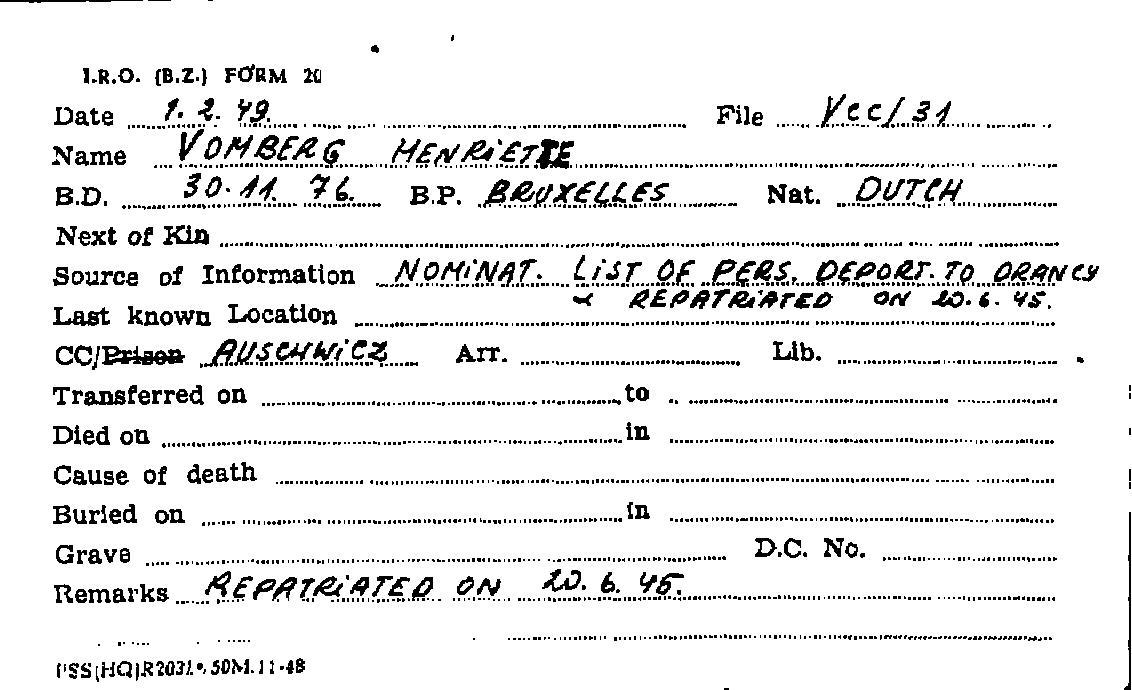 I.R.O. (B.Z.) FORM 20
Date 1. 2. 49. File Vcc/31
Name VOMBERG HENRIETTE
B.D. 30. 11. 76. B.P. BRUXELLES Nat. DUTCH
Next of Kin
Source of Information NOMINAT. LIST OF PERS. DEPORT. TO DRANCY
& REPATRIATED ON 20. 6. 45.
Last known Location
CC/Prison AUSCHWICZ Arr. Lib.
Transferred on to
Died on in
Cause of death
Buried on in
Grave D.C. No.
Remarks REPATRIATED ON 20. 6. 45.
PSS(HQ)R2031. 50M.11-48